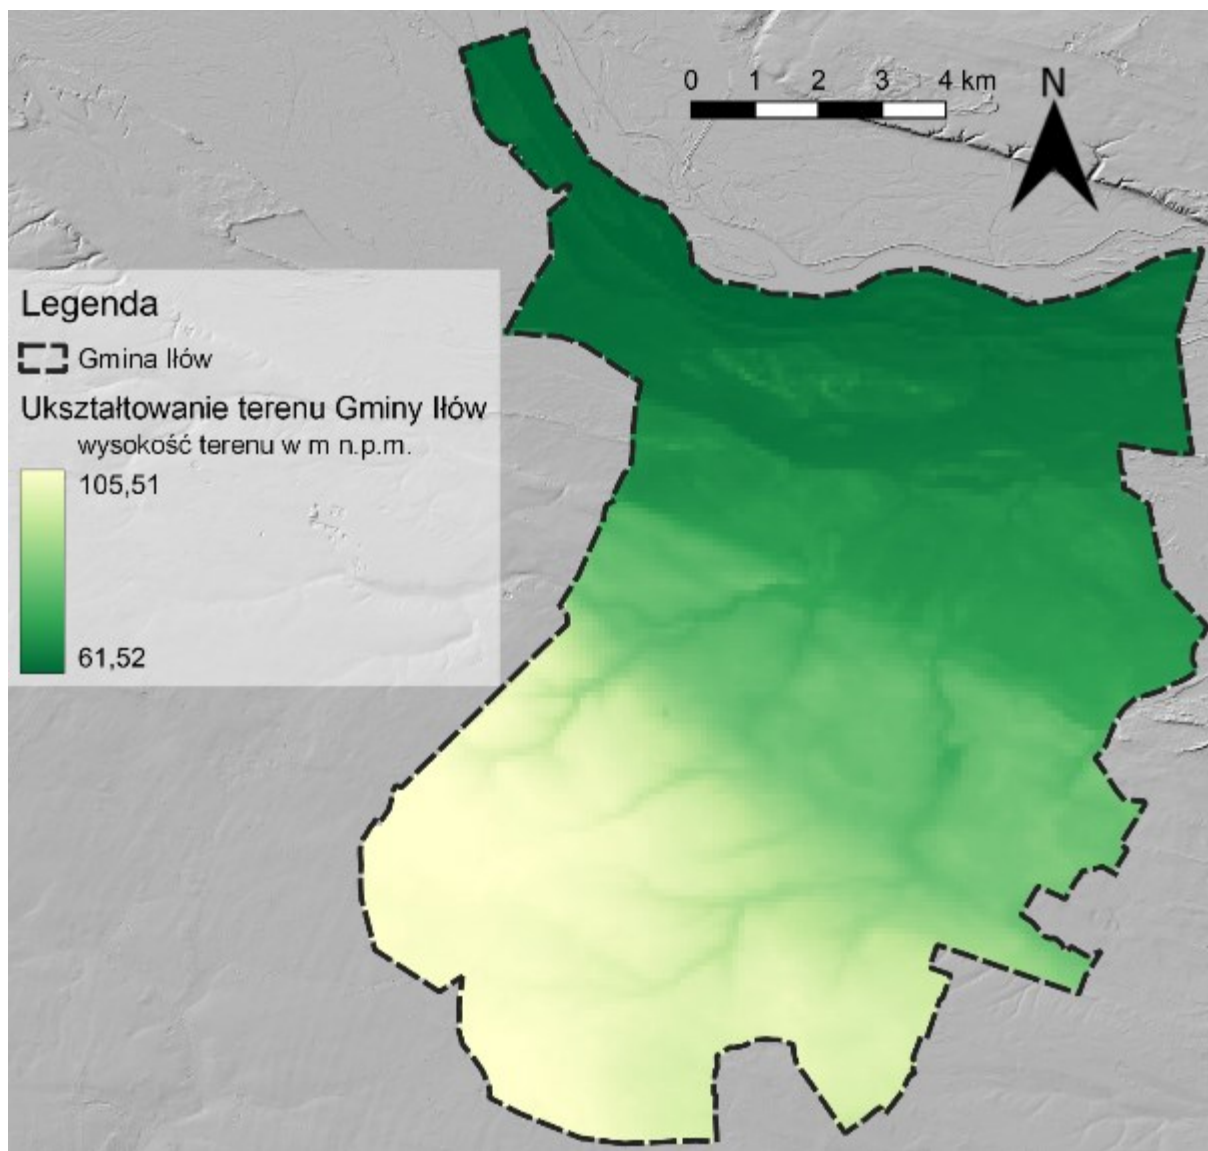 0 1 2 3 4 km
N
Legenda
Gmina Iłów
Ukształtowanie terenu Gminy Iłów
wysokość terenu w m n.p.m.
105,51
61,52